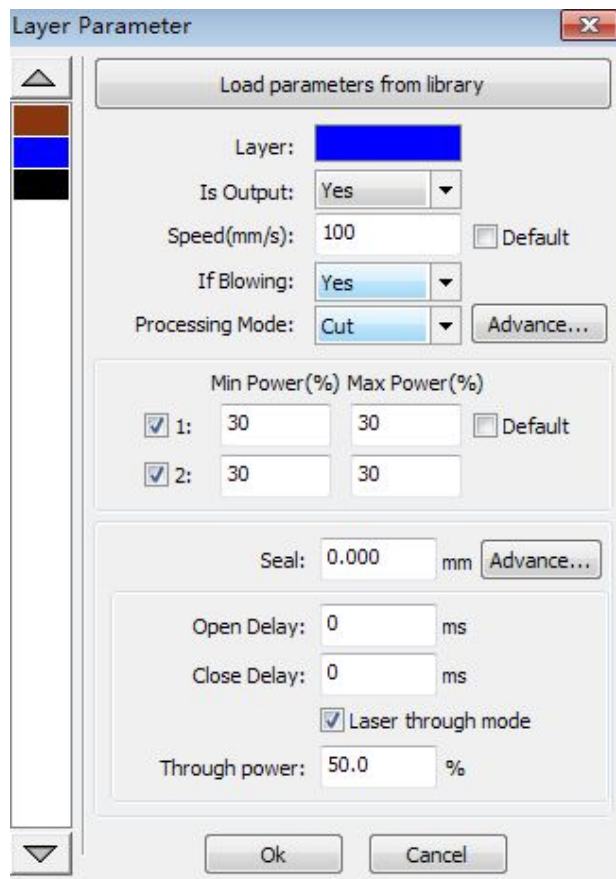 Layer Parameter
Load parameters from library
Layer:
Is Output: Yes
Speed(mm/s): 100 Default
If Blowing: Yes
Processing Mode: Cut Advance...
Min Power(%) Max Power(%)
1: 30 30 Default
2: 30 30
Seal: 0.000 mm Advance...
Open Delay: 0 ms
Close Delay: 0 ms
Laser through mode
Through power: 50.0 %
Ok Cancel